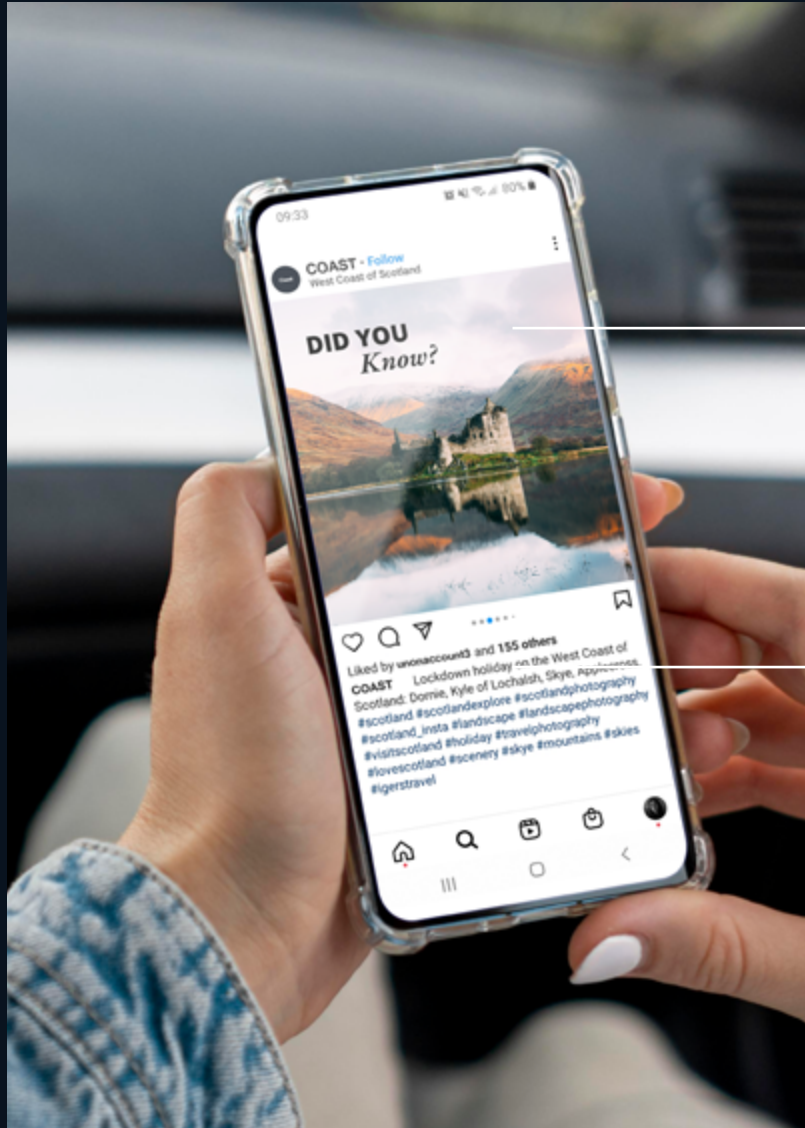 09:33
80%
COAST • Follow
West Coast of Scotland
DID YOU
Know?
Liked by unonaccount3 and 155 others
COAST Lockdown holiday on the West Coast of
Scotland: Dornie, Kyle of Lochalsh, Skye, Applecross.
#scotland #scotlandexplore #scotlandphotography
#scotland_insta #landscape #landscapephotography
#visitscotland #holiday #travelphotography
#lovescotland #scenery #skye #mountains #skies
#igerstravel